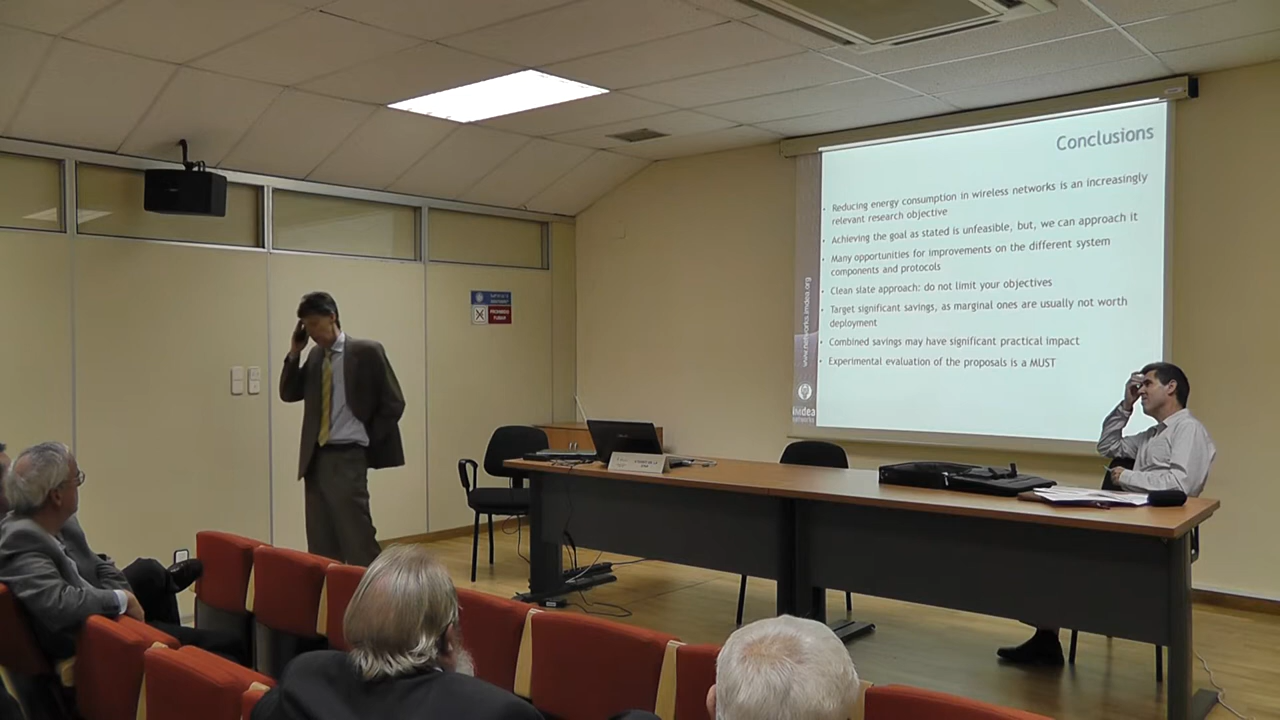 Conclusions
Reducing energy consumption in wireless networks is an increasingly
relevant research objective
Achieving the goal as stated is unfeasible, but, we can approach it
Many opportunities for improvements on the different system
components and protocols
Clean slate approach: do not limit your objectives
Target significant savings, as marginal ones are usually not worth
deployment
Combined savings may have significant practical impact
Experimental evaluation of the proposals is a MUST
www.networks.imdea.org
imdea
networks